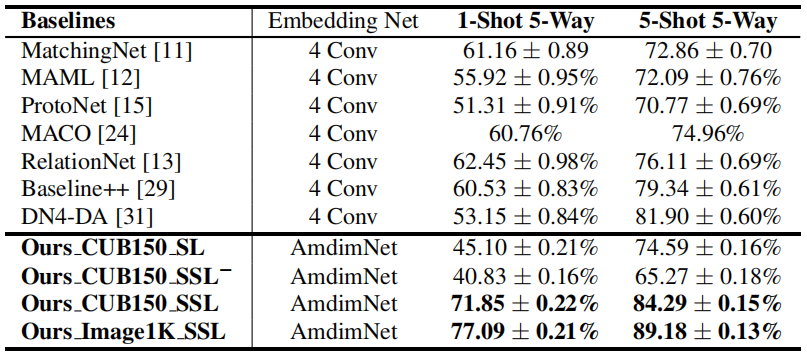 Baselines Embedding Net 1-Shot 5-Way 5-Shot 5-Way
MatchingNet [11] 4 Conv 61.16 ± 0.89 72.86 ± 0.70
MAML [12] 4 Conv 55.92 ± 0.95% 72.09 ± 0.76%
ProtoNet [15] 4 Conv 51.31 ± 0.91% 70.77 ± 0.69%
MACO [24] 4 Conv 60.76% 74.96%
RelationNet [13] 4 Conv 62.45 ± 0.98% 76.11 ± 0.69%
Baseline++ [29] 4 Conv 60.53 ± 0.83% 79.34 ± 0.61%
DN4-DA [31] 4 Conv 53.15 ± 0.84% 81.90 ± 0.60%
Ours_CUB150_SL AmdimNet 45.10 ± 0.21% 74.59 ± 0.16%
Ours_CUB150_SSL⁻ AmdimNet 40.83 ± 0.16% 65.27 ± 0.18%
Ours_CUB150_SSL AmdimNet 71.85 ± 0.22% 84.29 ± 0.15%
Ours_Image1K_SSL AmdimNet 77.09 ± 0.21% 89.18 ± 0.13%